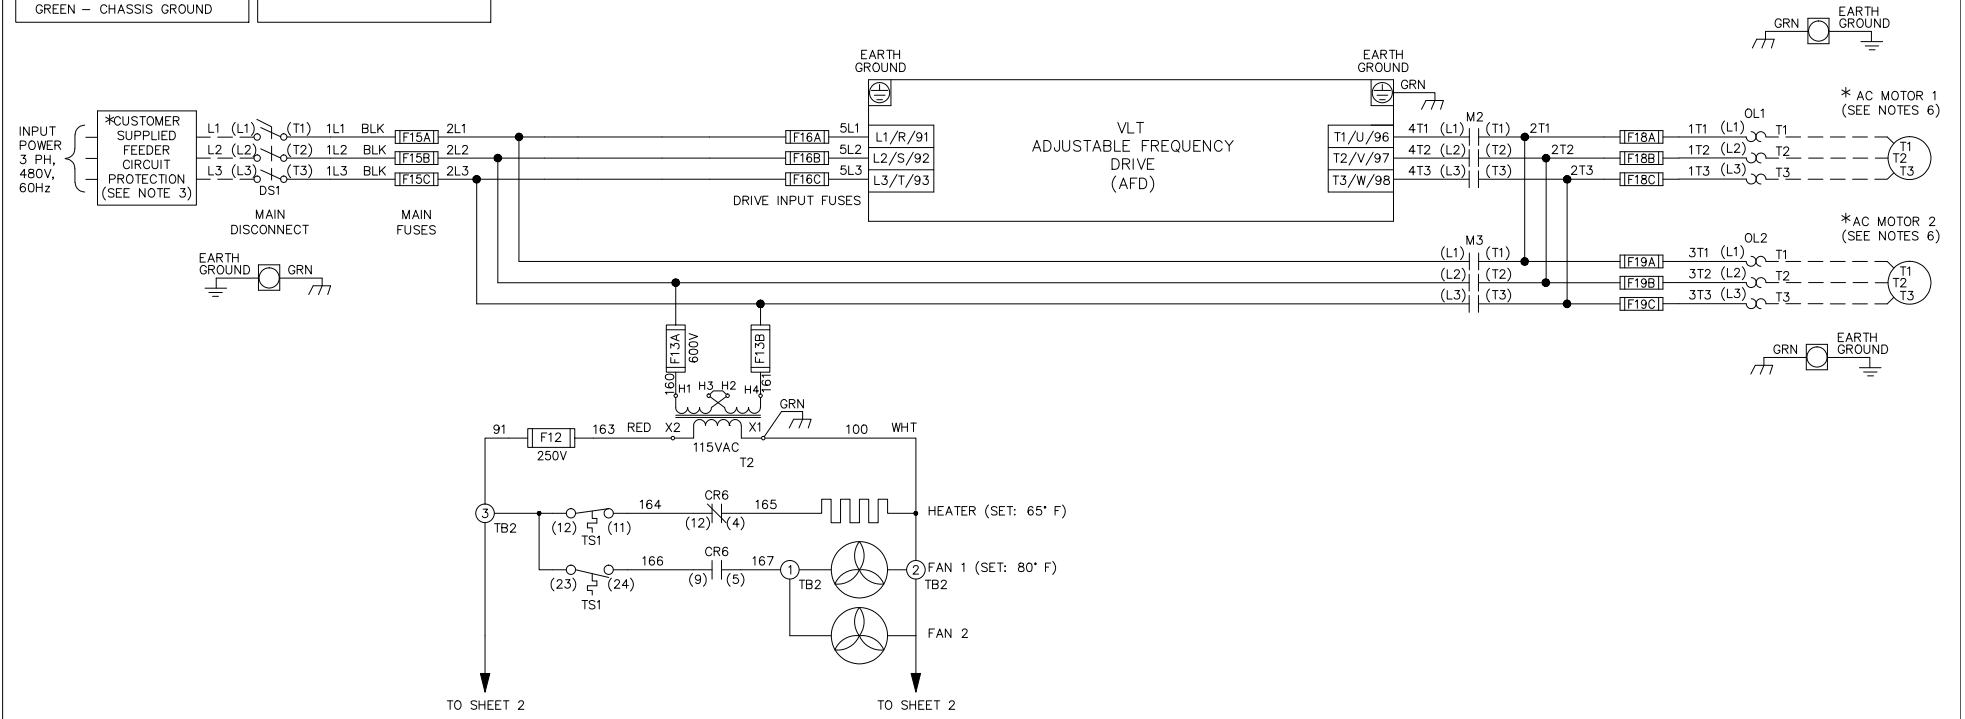 GREEN – CHASSIS GROUND
GRN
EARTH
GROUND
EARTH
GROUND
EARTH
GROUND
GRN
INPUT
POWER
3 PH,
480V,
60Hz
*CUSTOMER
SUPPLIED
FEEDER
CIRCUIT
PROTECTION
(SEE NOTE 3)
L1 (L1) (T1) 1L1 BLK F15A 2L1
L2 (L2) (T2) 1L2 BLK F15B 2L2
L3 (L3) (T3) 1L3 BLK F15C 2L3
DS1
MAIN
DISCONNECT
MAIN
FUSES
F16A 5L1 L1/R/91
F16B 5L2 L2/S/92
F16C 5L3 L3/T/93
DRIVE INPUT FUSES
VLT
ADJUSTABLE FREQUENCY
DRIVE
(AFD)
M2
T1/U/96 4T1 (L1) (T1) 2T1
T2/V/97 4T2 (L2) (T2) 2T2
T3/W/98 4T3 (L3) (T3) 2T3
OL1
F18A 1T1 (L1) T1
F18B 1T2 (L2) T2
F18C 1T3 (L3) T3
* AC MOTOR 1
(SEE NOTES 6)
T1
T2
T3
EARTH
GROUND
GRN
M3
(L1) (T1)
(L2) (T2)
(L3) (T3)
OL2
F19A 3T1 (L1) T1
F19B 3T2 (L2) T2
F19C 3T3 (L3) T3
*AC MOTOR 2
(SEE NOTES 6)
T1
T2
T3
GRN
EARTH
GROUND
F13A
600V
F13B
160
161
H1 H3 H2 H4
GRN
91 F12 163 RED X2 X1 100 WHT
250V
115VAC
T2
3
TB2
(12) (11)
TS1
164
CR6
(12) (4)
165
HEATER (SET: 65° F)
(23) (24)
TS1
166
CR6
(9) (5)
167
1
TB2
2
TB2
FAN 1 (SET: 80° F)
FAN 2
TO SHEET 2
TO SHEET 2